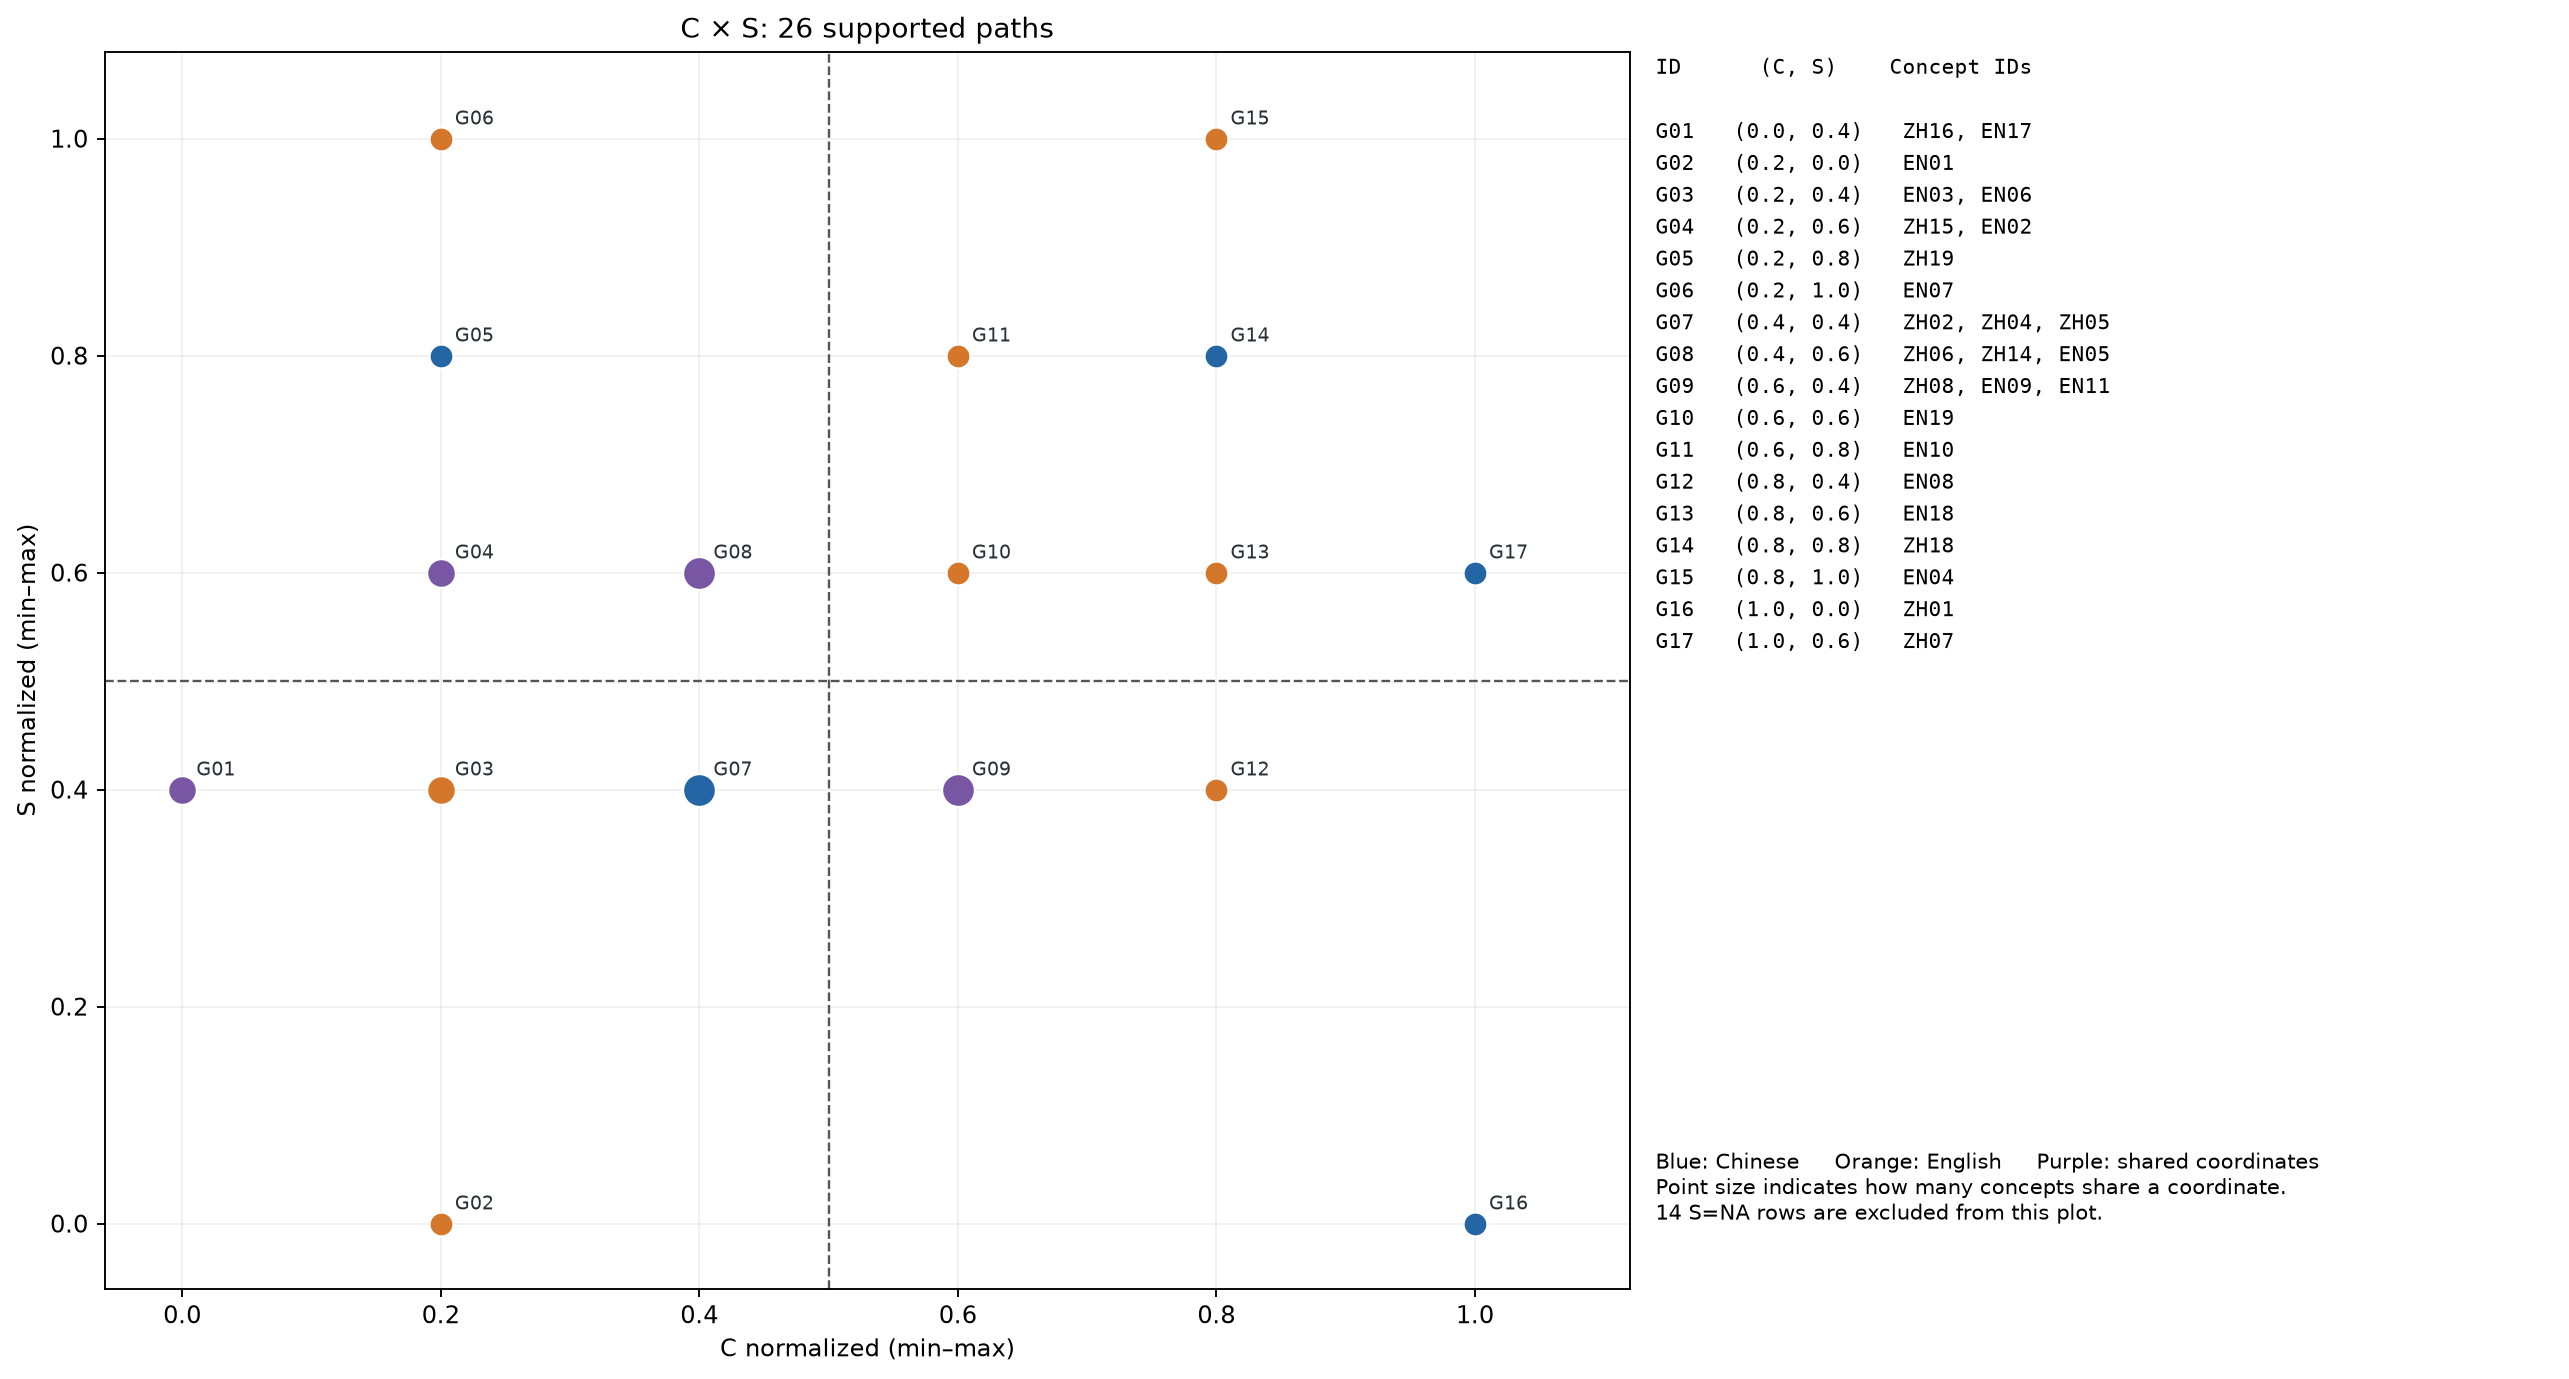 C × S: 26 supported paths
S normalized (min–max)
1.0
0.8
0.6
0.4
0.2
0.0
G06
G15
G05
G11
G14
G04
G08
G10
G13
G17
G01
G03
G07
G09
G12
G02
G16
0.0 0.2 0.4 0.6 0.8 1.0
C normalized (min–max)
ID (C, S) Concept IDs
G01 (0.0, 0.4) ZH16, EN17
G02 (0.2, 0.0) EN01
G03 (0.2, 0.4) EN03, EN06
G04 (0.2, 0.6) ZH15, EN02
G05 (0.2, 0.8) ZH19
G06 (0.2, 1.0) EN07
G07 (0.4, 0.4) ZH02, ZH04, ZH05
G08 (0.4, 0.6) ZH06, ZH14, EN05
G09 (0.6, 0.4) ZH08, EN09, EN11
G10 (0.6, 0.6) EN19
G11 (0.6, 0.8) EN10
G12 (0.8, 0.4) EN08
G13 (0.8, 0.6) EN18
G14 (0.8, 0.8) ZH18
G15 (0.8, 1.0) EN04
G16 (1.0, 0.0) ZH01
G17 (1.0, 0.6) ZH07
Blue: Chinese Orange: English Purple: shared coordinates
Point size indicates how many concepts share a coordinate.
14 S=NA rows are excluded from this plot.